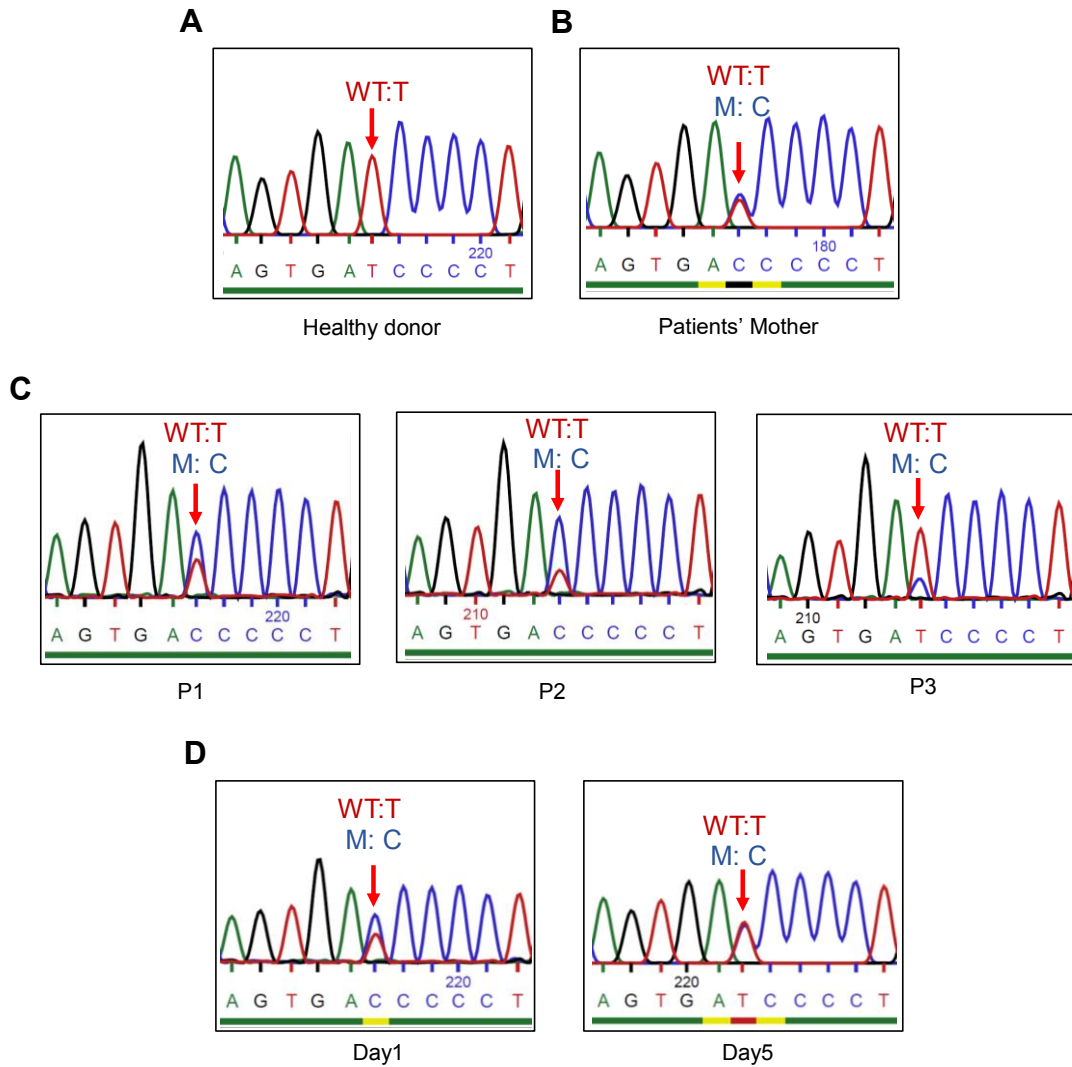 A
WT:T
220
A G T G A T C C C C T
Healthy donor
B
WT:T
M: C
180
A G T G A C C C C C T
Patients’ Mother
C
WT:T
M: C
220
A G T G A C C C C C T
P1
WT:T
M: C
210
A G T G A C C C C C T
P2
WT:T
M: C
210
A G T G A T C C C C T
P3
D
WT:T
M: C
220
A G T G A C C C C C T
Day1
WT:T
M: C
220
A G T G A T C C C C T
Day5